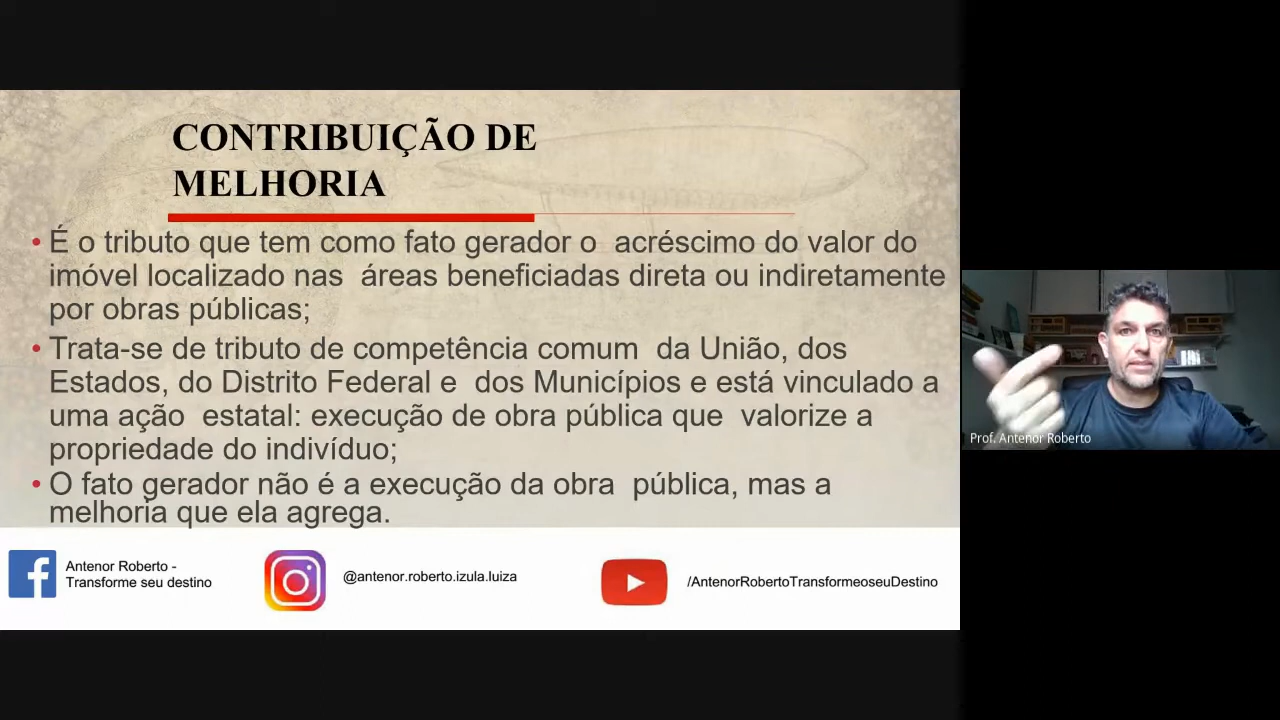 CONTRIBUIÇÃO DE
MELHORIA
• É o tributo que tem como fato gerador o acréscimo do valor do
imóvel localizado nas áreas beneficiadas direta ou indiretamente
por obras públicas;
• Trata-se de tributo de competência comum da União, dos
Estados, do Distrito Federal e dos Municípios e está vinculado a
uma ação estatal: execução de obra pública que valorize a
propriedade do indivíduo;
• O fato gerador não é a execução da obra pública, mas a
melhoria que ela agrega.
Prof. Antenor Roberto
Antenor Roberto -
Transforme seu destino
@antenor.roberto.izula.luiza
/AntenorRobertoTransformeoseuDestino